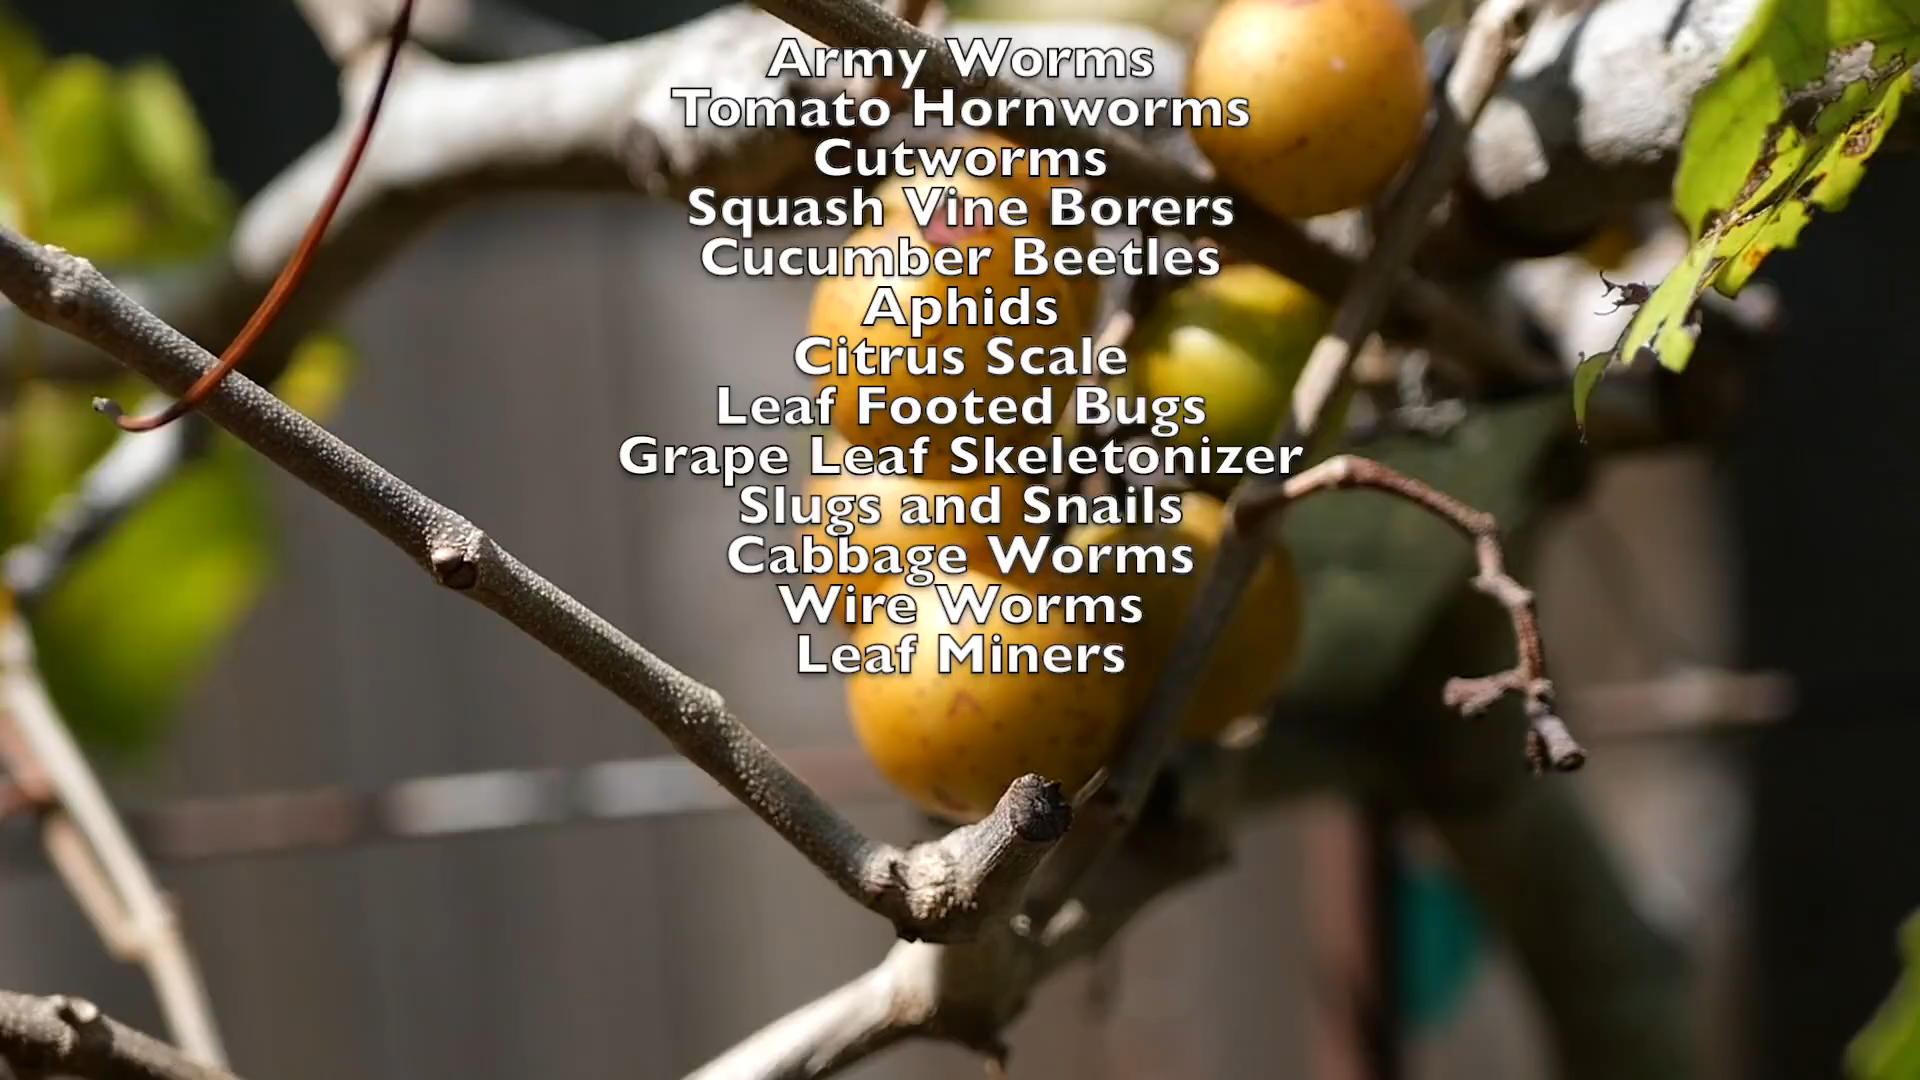 Army Worms
Tomato Hornworms
Cutworms
Squash Vine Borers
Cucumber Beetles
Aphids
Citrus Scale
Leaf Footed Bugs
Grape Leaf Skeletonizer
Slugs and Snails
Cabbage Worms
Wire Worms
Leaf Miners